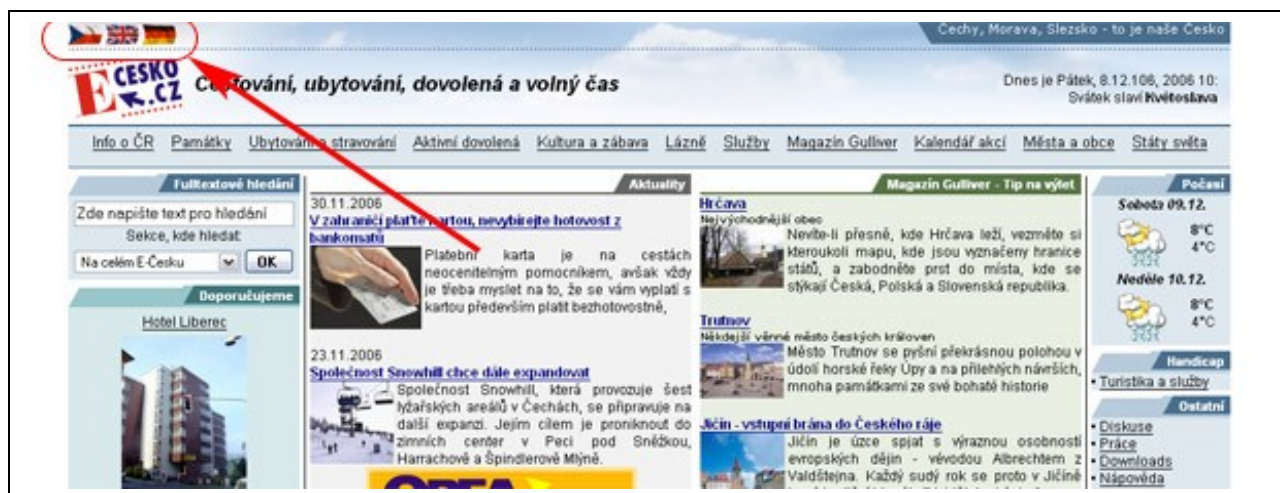 Čechy, Morava, Slezsko - to je naše Česko
E ČESKO.CZ
Cestování, ubytování, dovolená a volný čas
Dnes je Pátek, 8.12.106, 2006 10:
Svátek slaví Květoslava
Info o ČR Památky Ubytování a stravování Aktivní dovolená Kultura a zábava Lázně Služby Magazín Gulliver Kalendář akcí Města a obce Státy světa
Fulltextové hledání
Zde napište text pro hledání
Sekce, kde hledat:
Na celém E-Česku OK
Doporučujeme
Hotel Liberec
Aktuality
30.11.2006
V zahraničí plaťte kartou, nevybírejte hotovost z
bankomatů
Platební karta je na cestách
neocenitelným pomocníkem, avšak vždy
je třeba myslet na to, že se vám vyplatí s
kartou především platit bezhotovostně,
23.11.2006
Společnost Snowhill chce dále expandovat
Společnost Snowhill, která provozuje šest
lyžařských areálů v Čechách, se připravuje na
další expanzi. Jejím cílem je proniknout do
zimních center v Peci pod Sněžkou,
Harrachově a Špindlerově Mlýně.
Magazín Gulliver - Tip na výlet
Hrčava
Nejvýchodnější obec
Nevíte-li přesně, kde Hrčava leží, vezměte si
kteroukoli mapu, kde jsou vyznačeny hranice
států, a zabodněte prst do místa, kde se
stýkají Česká, Polská a Slovenská republika.
Trutnov
Někdejší věnné město českých královen
Město Trutnov se pyšní překrásnou polohou v
údolí horské řeky Úpy a na přilehlých návrších,
mnoha památkami ze své bohaté historie
Jičín - vstupní brána do Českého ráje
Jičín je úzce spjat s výraznou osobností
evropských dějin - vévodou Albrechtem z
Valdštejna. Každý sudý rok se proto v Jičíně
Počasí
Sobota 09.12.
8°C
4°C
Neděle 10.12.
8°C
4°C
Handicap
Turistika a služby
Ostatní
Diskuse
Práce
Downloads
Nápověda